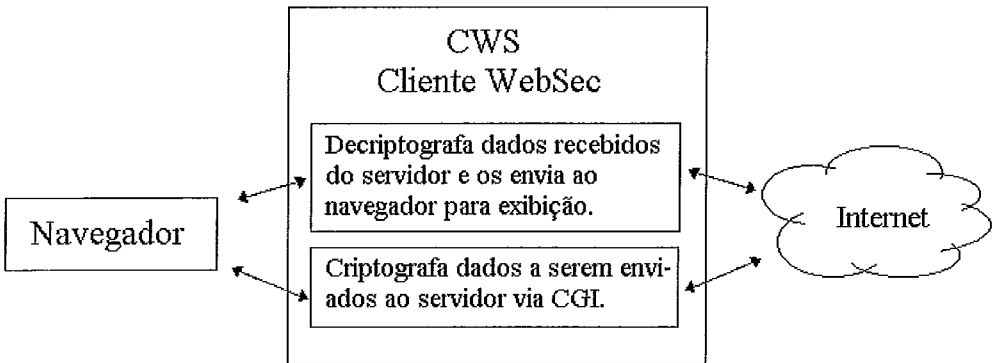 CWS
Cliente WebSec
Decriptografa dados recebidos
do servidor e os envia ao
navegador para exibição.
Navegador
Internet
Criptografa dados a serem envi-
ados ao servidor via CGI.